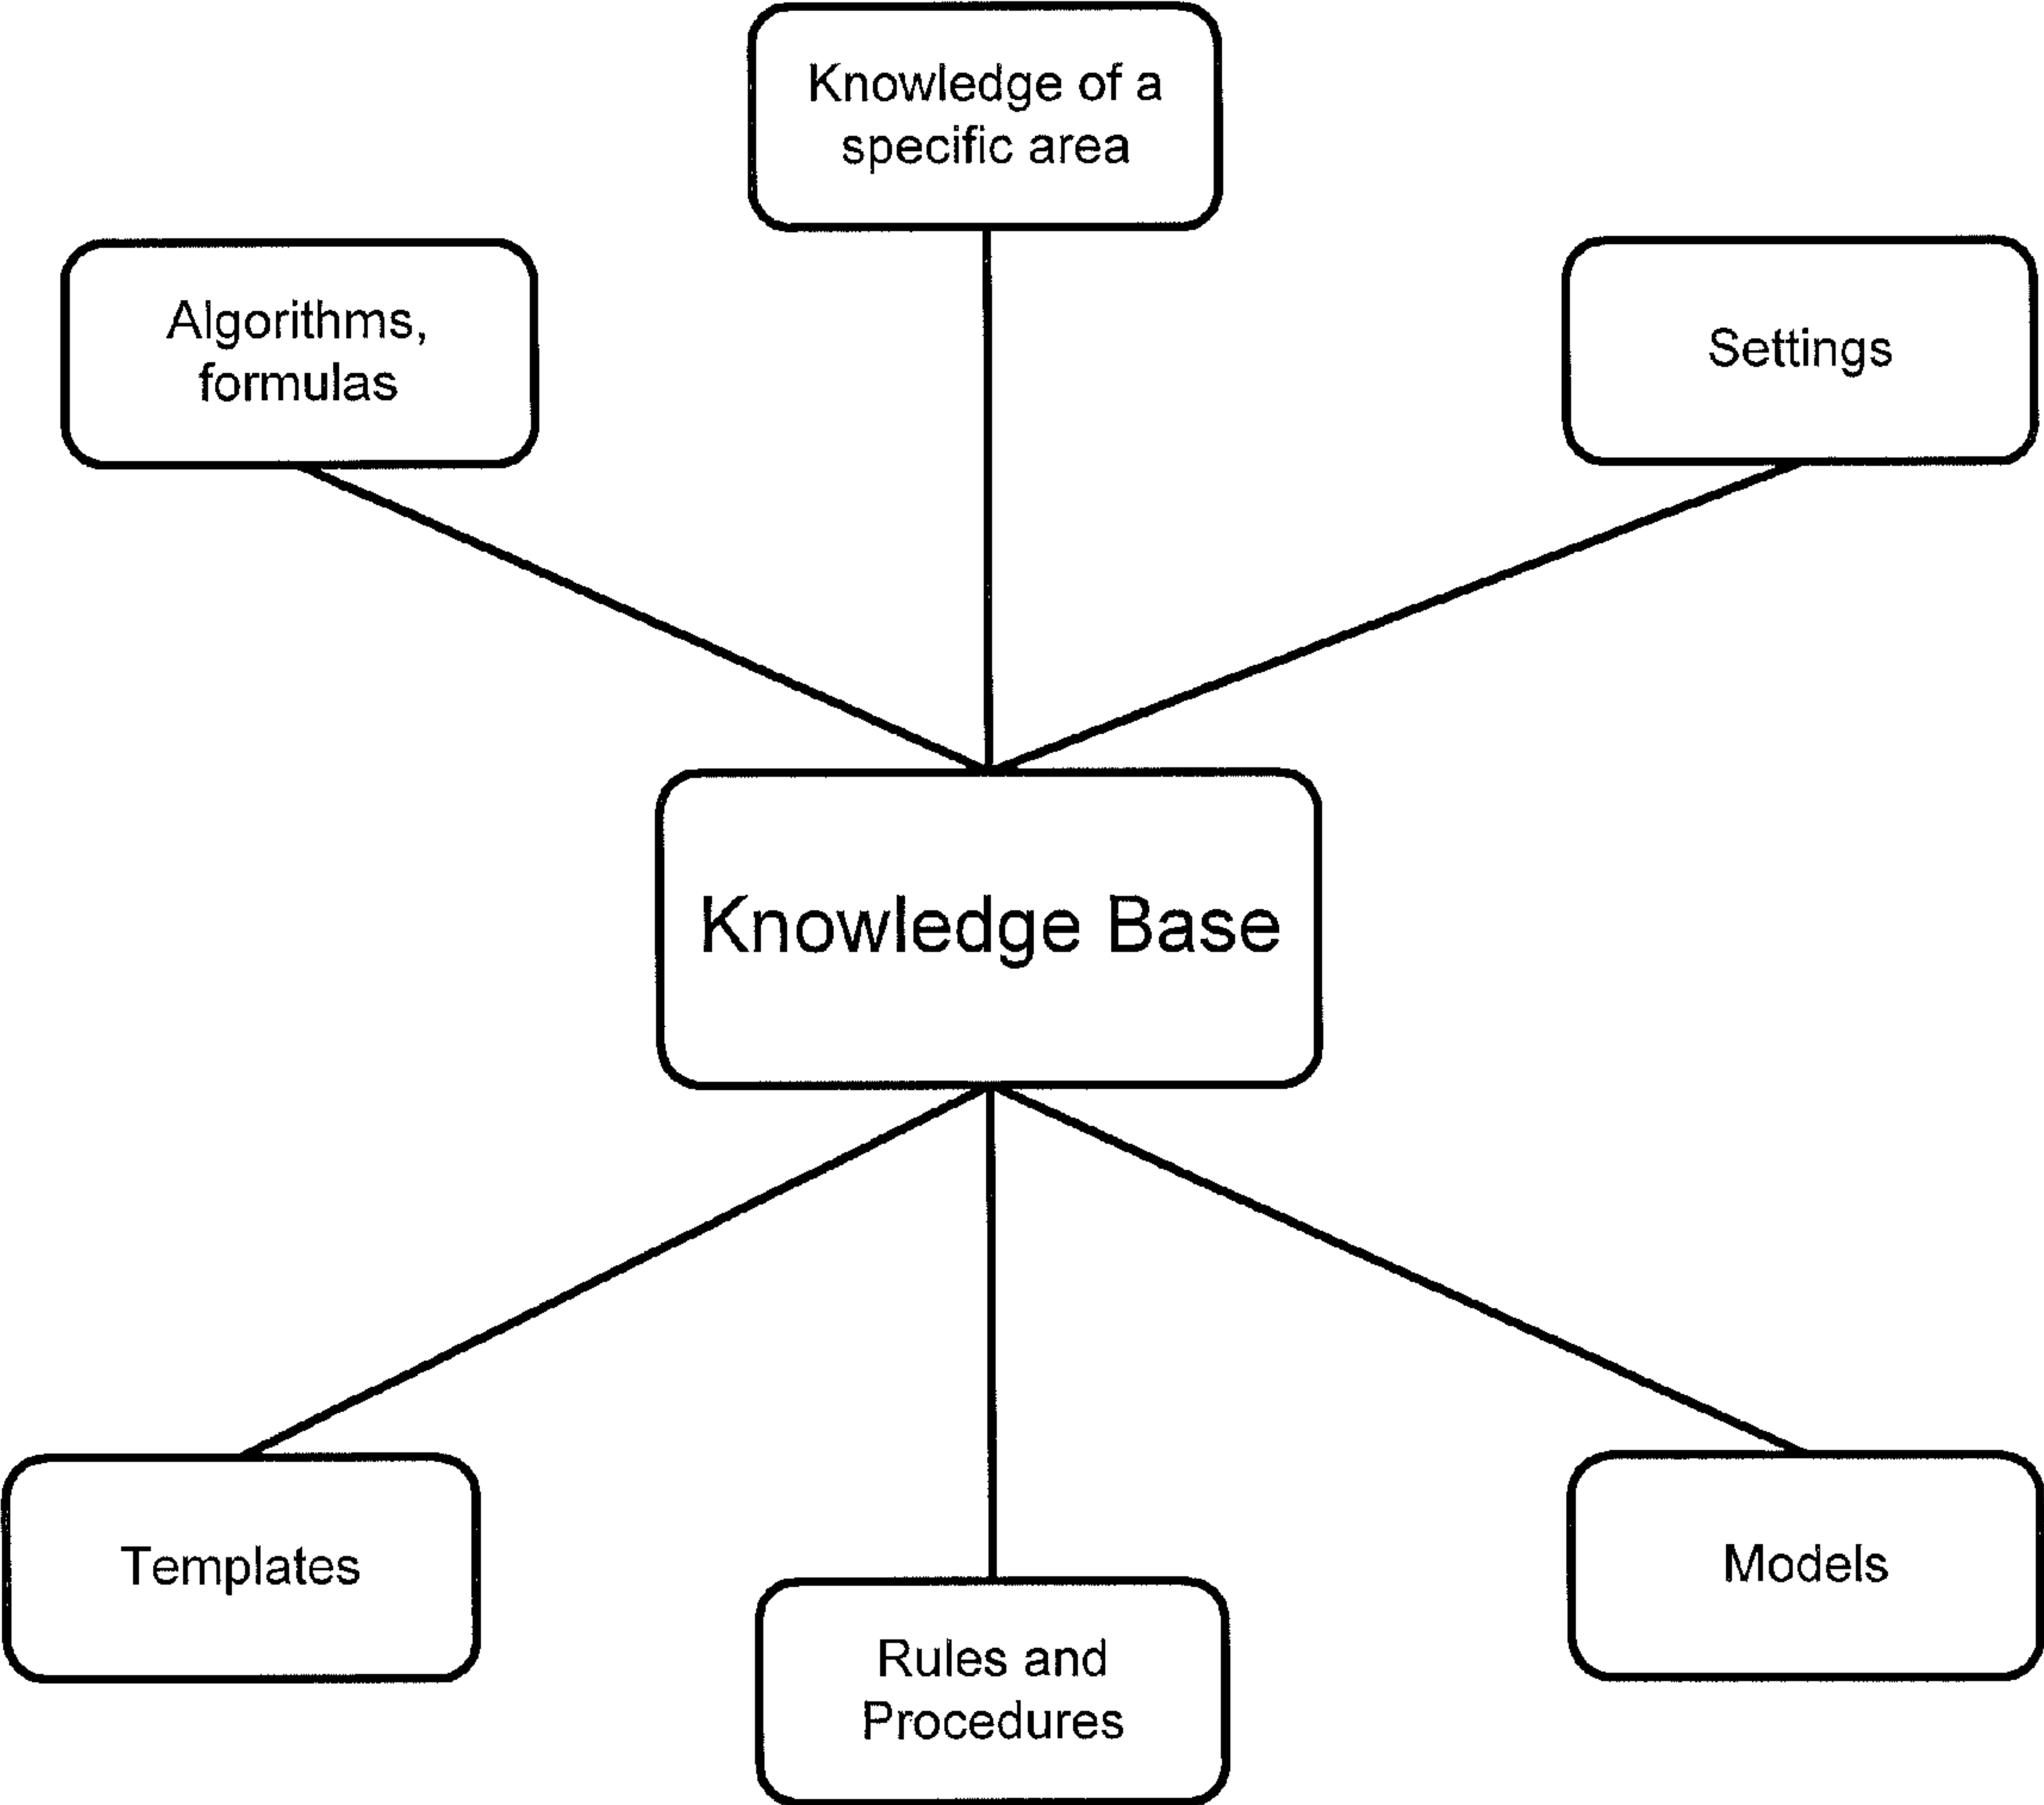 Knowledge of a
specific area
Algorithms,
formulas
Settings
Knowledge Base
Templates
Models
Rules and
Procedures